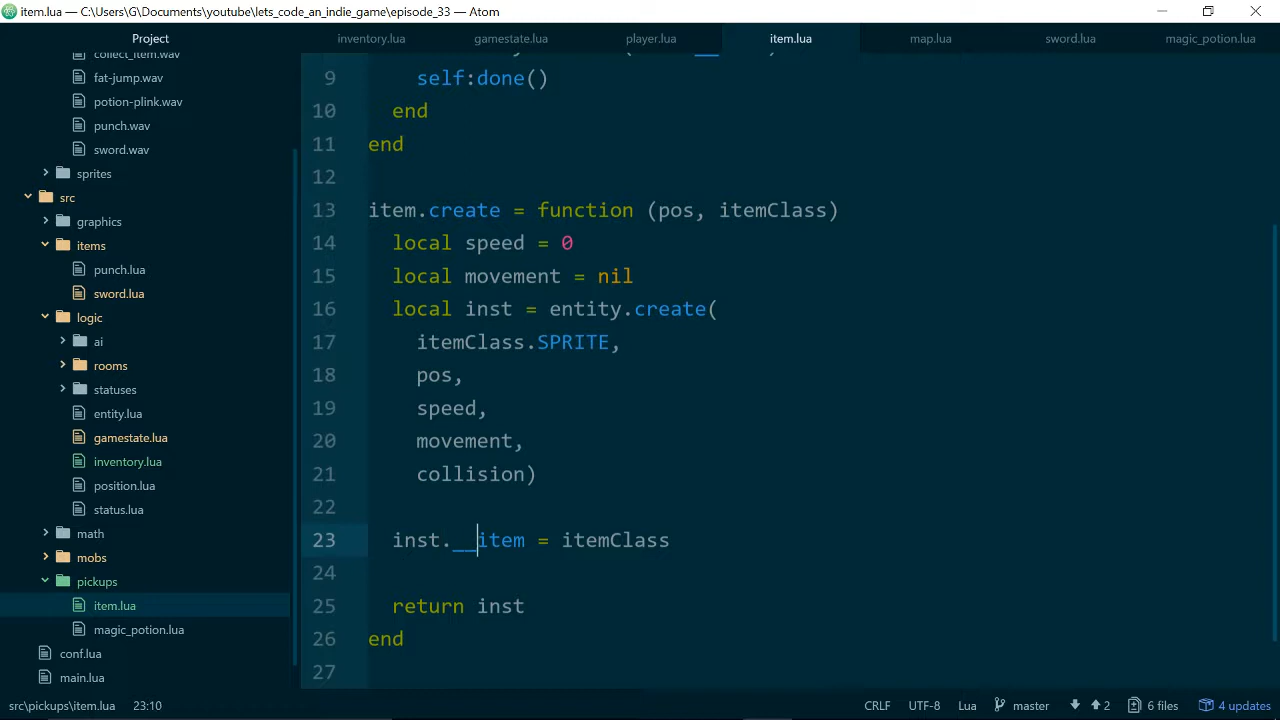 item.lua — C:\Users\G\Documents\youtube\lets_code_an_indie_game\episode_33 — Atom
Project
inventory.lua
gamestate.lua
player.lua
item.lua
map.lua
sword.lua
magic_potion.lua
collect_item.wav
fat-jump.wav
potion-plink.wav
punch.wav
sword.wav
sprites
src
graphics
items
punch.lua
sword.lua
logic
ai
rooms
statuses
entity.lua
gamestate.lua
inventory.lua
position.lua
status.lua
math
mobs
pickups
item.lua
magic_potion.lua
conf.lua
main.lua
9 self:done()
10 end
11 end
12
13 item.create = function (pos, itemClass)
14 local speed = 0
15 local movement = nil
16 local inst = entity.create(
17 itemClass.SPRITE,
18 pos,
19 speed,
20 movement,
21 collision)
22
23 inst.__item = itemClass
24
25 return inst
26 end
27
src\pickups\item.lua 23:10 CRLF UTF-8 Lua master 2 6 files 4 updates